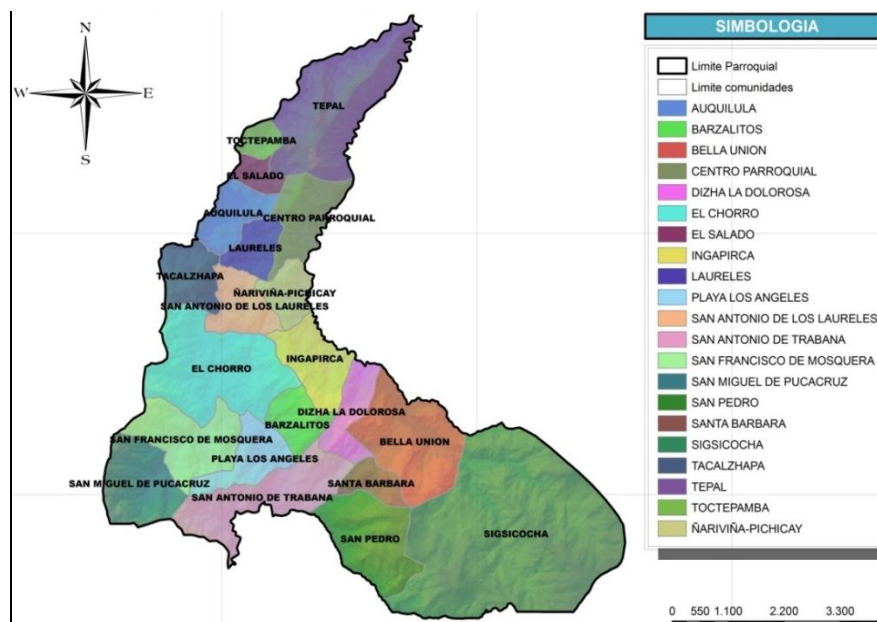 SIMBOLOGIA
N
W
E
S
Limite Parroquial
Limite comunidades
AUQUILULA
BARZALITOS
BELLA UNION
CENTRO PARROQUIAL
DIZHA LA DOLOROSA
EL CHORRO
EL SALADO
INGAPIRCA
LAURELES
PLAYA LOS ANGELES
SAN ANTONIO DE LOS LAURELES
SAN ANTONIO DE TRABANA
SAN FRANCISCO DE MOSQUERA
SAN MIGUEL DE PUCACRUZ
SAN PEDRO
SANTA BARBARA
SIGSICOCHA
TACALZHAPA
TEPAL
TOCTEPAMBA
ÑARIVIÑA-PICHICAY
TEPAL
TOCTEPAMBA
EL SALADO
AUQUILULA
CENTRO PARROQUIAL
LAURELES
TACALZHAPA
ÑARIVIÑA-PICHICAY
SAN ANTONIO DE LOS LAURELES
INGAPIRCA
EL CHORRO
DIZHA LA DOLOROSA
BARZALITOS
SAN FRANCISCO DE MOSQUERA
BELLA UNION
PLAYA LOS ANGELES
SAN MIGUEL DE PUCACRUZ
SANTA BARBARA
SAN ANTONIO DE TRABANA
SAN PEDRO
SIGSICOCHA
0 550 1.100 2.200 3.300